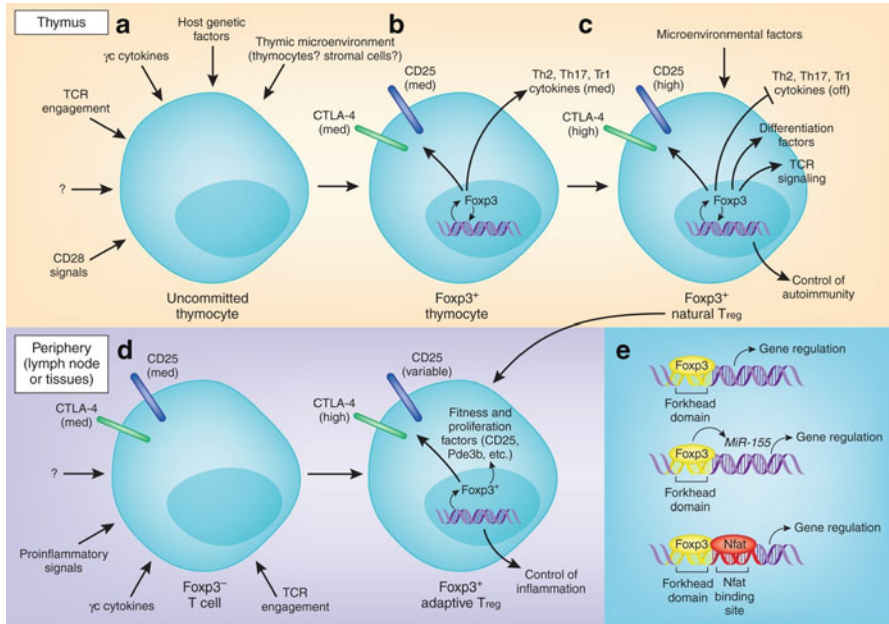 Thymus
a
Host genetic
factors
γc cytokines
Thymic microenvironment
(thymocytes? stromal cells?)
TCR
engagement
?
CD28
signals
Uncommitted
thymocyte
b
CD25
(med)
CTLA-4
(med)
Th2, Th17, Tr1
cytokines (med)
Foxp3
Foxp3+
thymocyte
c
Microenvironmental factors
CD25
(high)
CTLA-4
(high)
Th2, Th17, Tr1
cytokines (off)
Differentiation
factors
TCR
signaling
Foxp3
Control of
autoimmunity
Foxp3+
natural Treg
Periphery
(lymph node
or tissues)
d
CD25
(med)
CTLA-4
(med)
?
Proinflammatory
signals
γc cytokines
Foxp3−
T cell
TCR
engagement
CD25
(variable)
CTLA-4
(high)
Fitness and
proliferation
factors (CD25,
Pde3b, etc.)
Foxp3+
Control of
inflammation
Foxp3+
adaptive Treg
e
Foxp3
Gene regulation
Forkhead
domain
Foxp3
MiR-155
Gene regulation
Forkhead
domain
Foxp3
Nfat
Gene regulation
Forkhead
domain
Nfat
binding
site